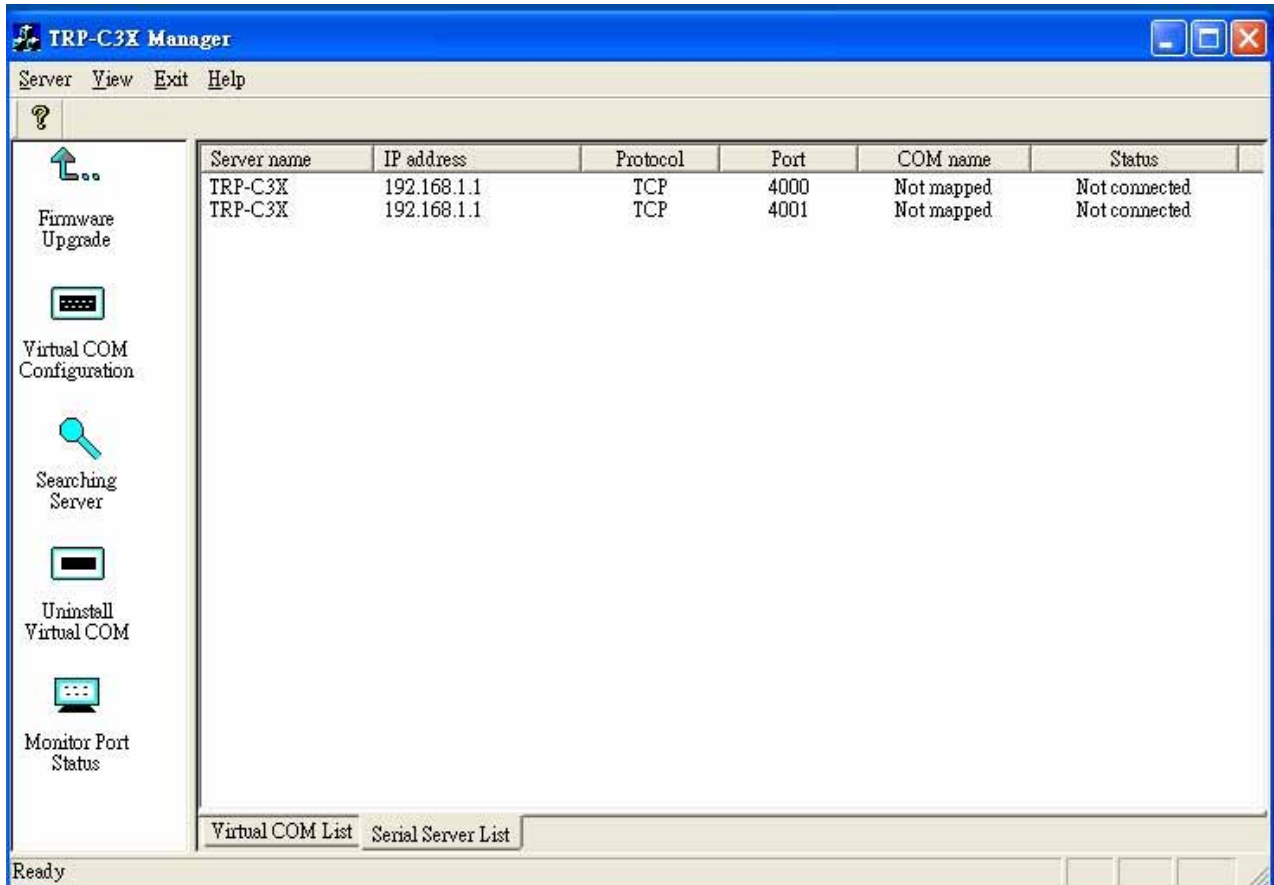 TRP-C3X Manager
Server View Exit Help
?
Firmware
Upgrade
Virtual COM
Configuration
Searching
Server
Uninstall
Virtual COM
Monitor Port
Status
Server name IP address Protocol Port COM name Status
TRP-C3X 192.168.1.1 TCP 4000 Not mapped Not connected
TRP-C3X 192.168.1.1 TCP 4001 Not mapped Not connected
Virtual COM List Serial Server List
Ready